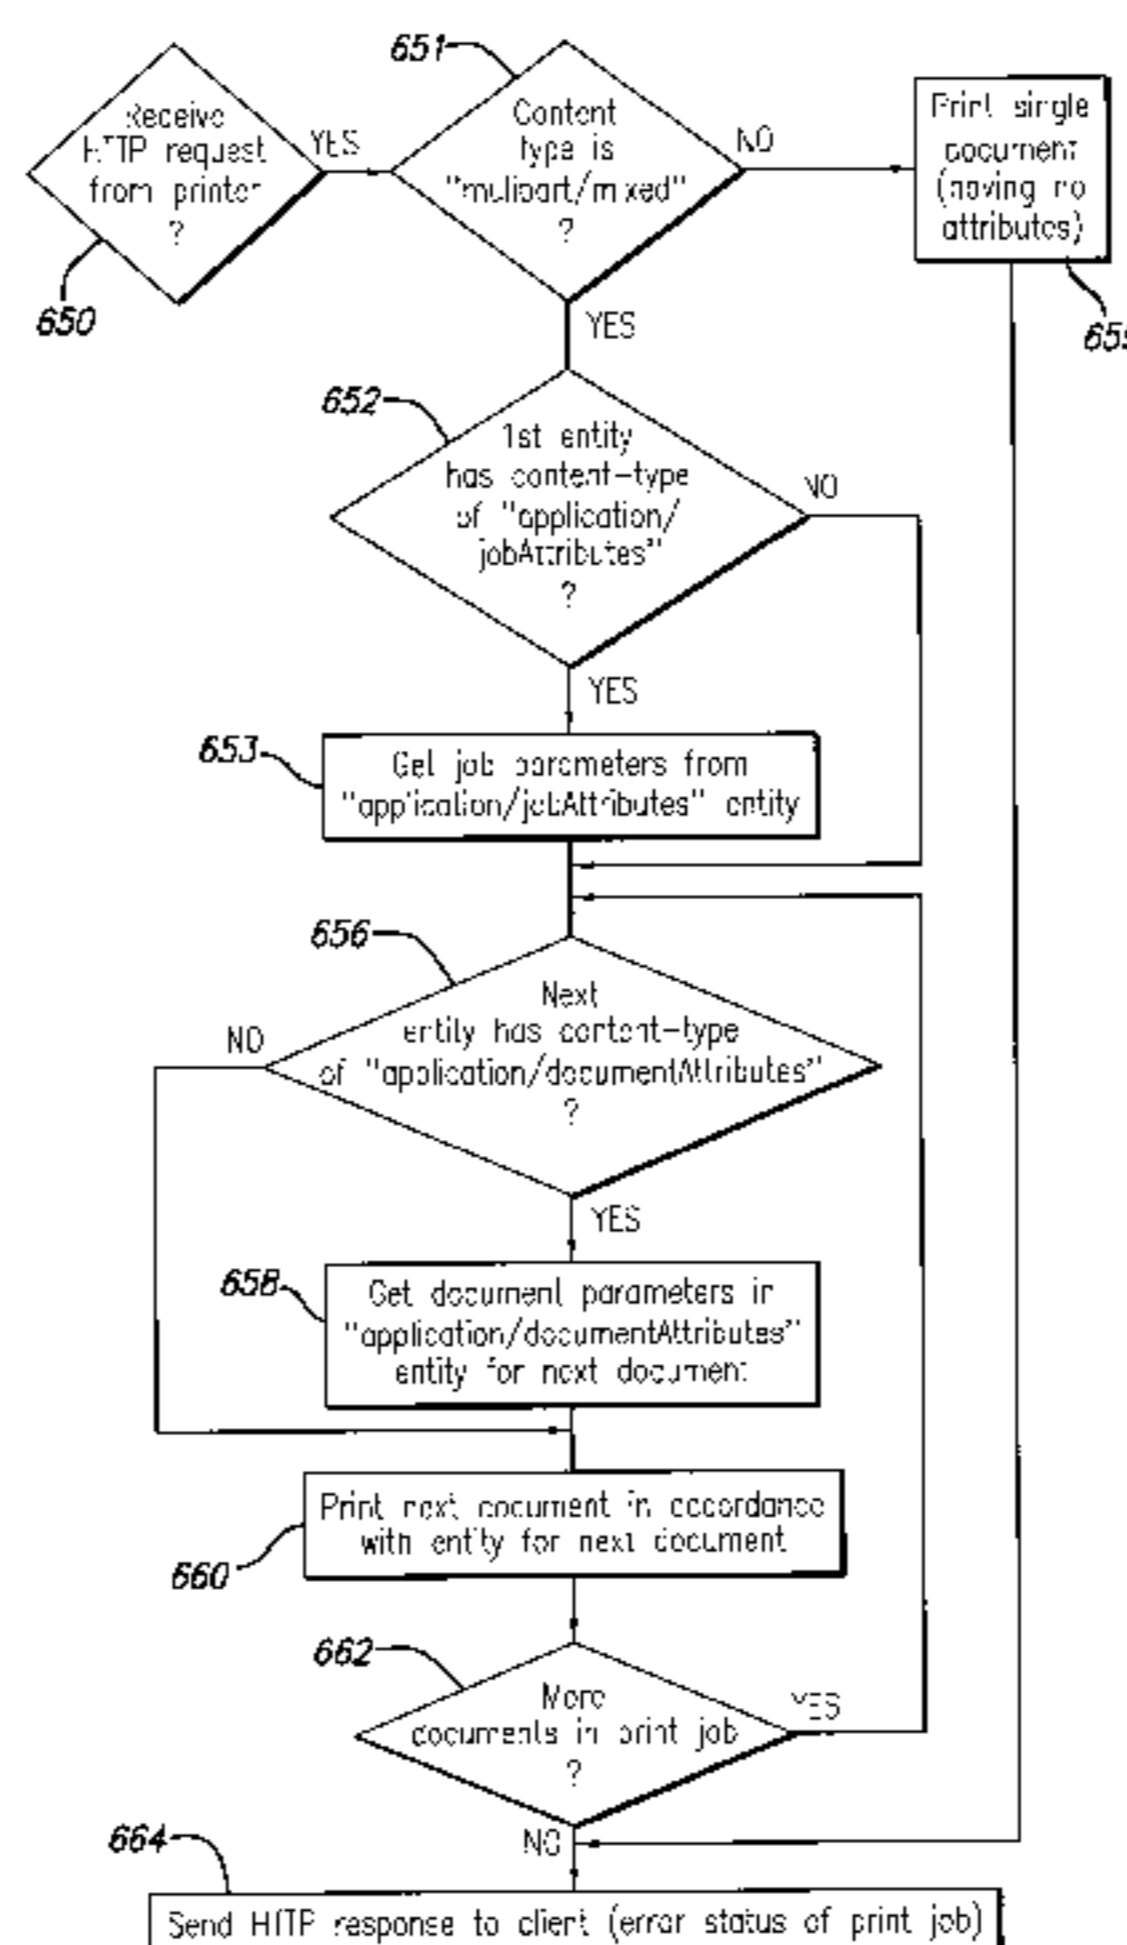 651
Receive
HTTP request
from printer
?
YES
650
Content
type is
"mulipart/mixed"
?
NO
YES
Print single
document
(having no
attributes)
652
1st entity
has content-type
of "application/
jobAttributes"
?
NO
YES
653
Get job parameters from
"application/jobAttributes" entity
656
Next
entity has content-type
of "application/documentAttributes"
?
NO
YES
658
Get document parameters in
"application/documentAttributes"
entity for next document
Print next document in accordance
with entity for next document
660
662
More
documents in print job
?
YES
NO
664
Send HTTP response to client (error status of print job)